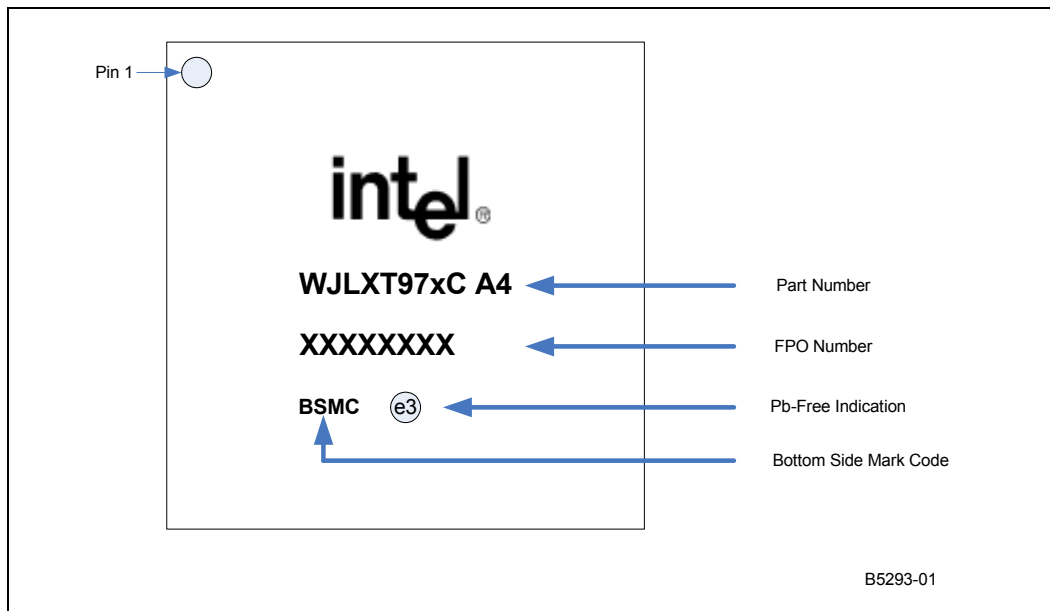 Pin 1
intel®
WJLXT97xC A4
Part Number
XXXXXXXX
FPO Number
BSMC
e3
Pb-Free Indication
Bottom Side Mark Code
B5293-01